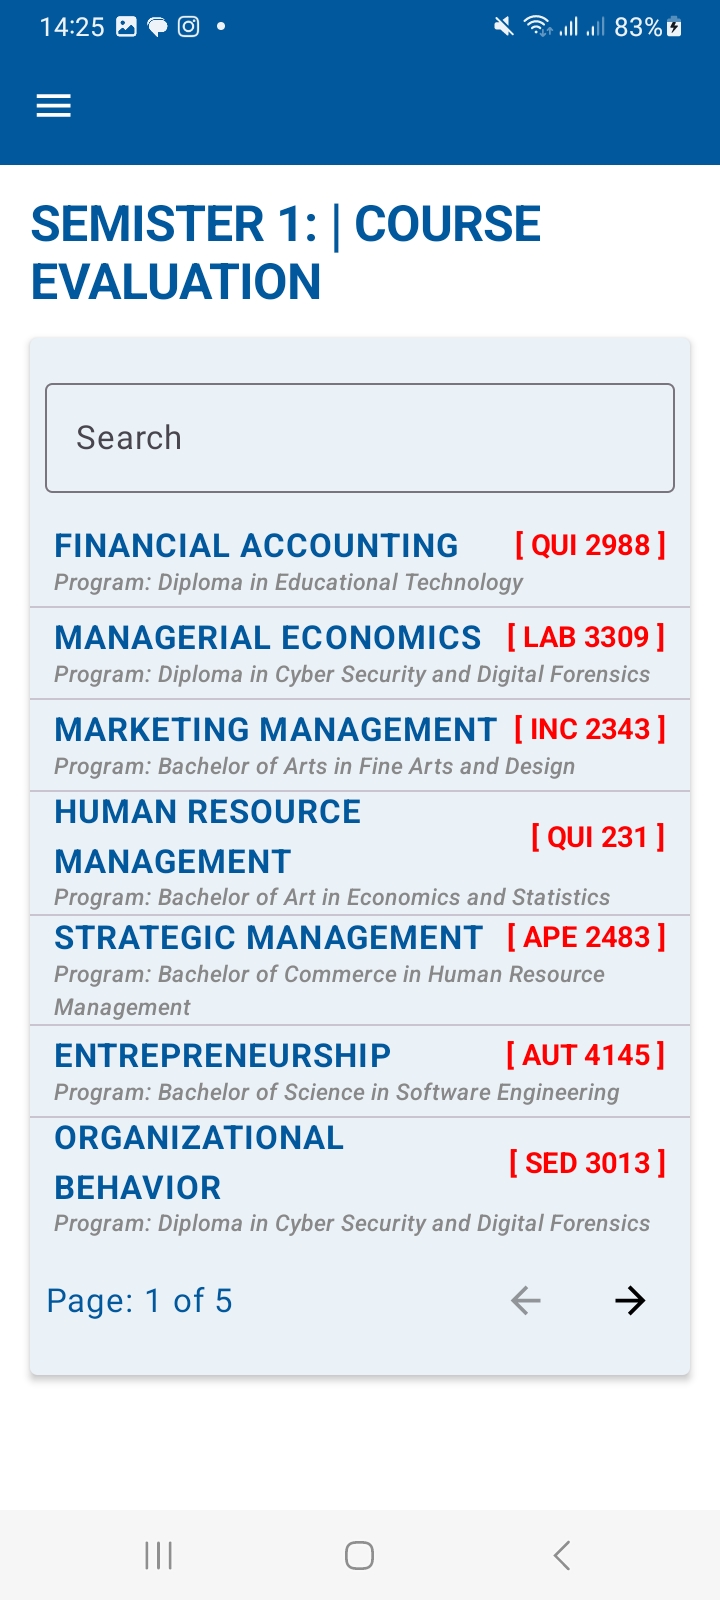 14:25 83%
SEMISTER 1: | COURSE
EVALUATION
Search
FINANCIAL ACCOUNTING [ QUI 2988 ]
Program: Diploma in Educational Technology
MANAGERIAL ECONOMICS [ LAB 3309 ]
Program: Diploma in Cyber Security and Digital Forensics
MARKETING MANAGEMENT [ INC 2343 ]
Program: Bachelor of Arts in Fine Arts and Design
HUMAN RESOURCE
MANAGEMENT [ QUI 231 ]
Program: Bachelor of Art in Economics and Statistics
STRATEGIC MANAGEMENT [ APE 2483 ]
Program: Bachelor of Commerce in Human Resource
Management
ENTREPRENEURSHIP [ AUT 4145 ]
Program: Bachelor of Science in Software Engineering
ORGANIZATIONAL
BEHAVIOR [ SED 3013 ]
Program: Diploma in Cyber Security and Digital Forensics
Page: 1 of 5